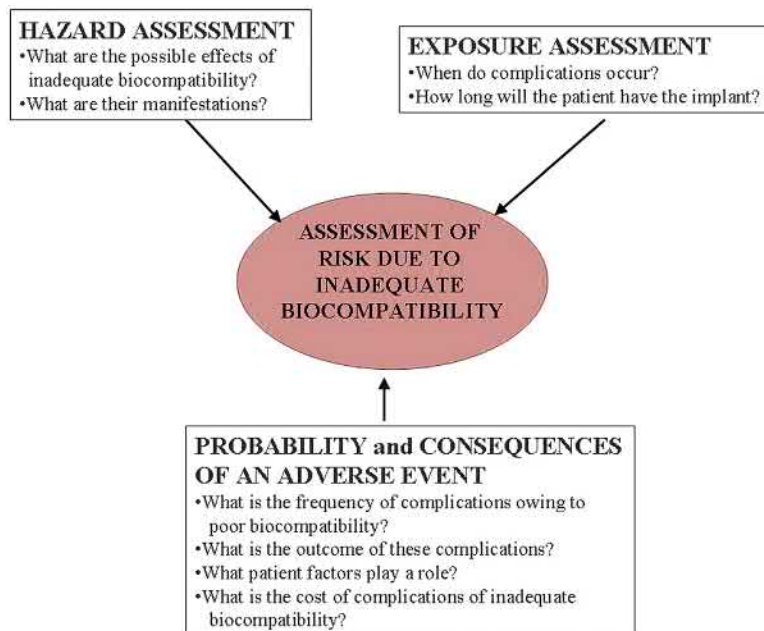 HAZARD ASSESSMENT
•What are the possible effects of
inadequate biocompatibility?
•What are their manifestations?
EXPOSURE ASSESSMENT
•When do complications occur?
•How long will the patient have the implant?
ASSESSMENT OF
RISK DUE TO
INADEQUATE
BIOCOMPATIBILITY
PROBABILITY and CONSEQUENCES
OF AN ADVERSE EVENT
•What is the frequency of complications owing to
poor biocompatibility?
•What is the outcome of these complications?
•What patient factors play a role?
•What is the cost of complications of inadequate
biocompatibility?